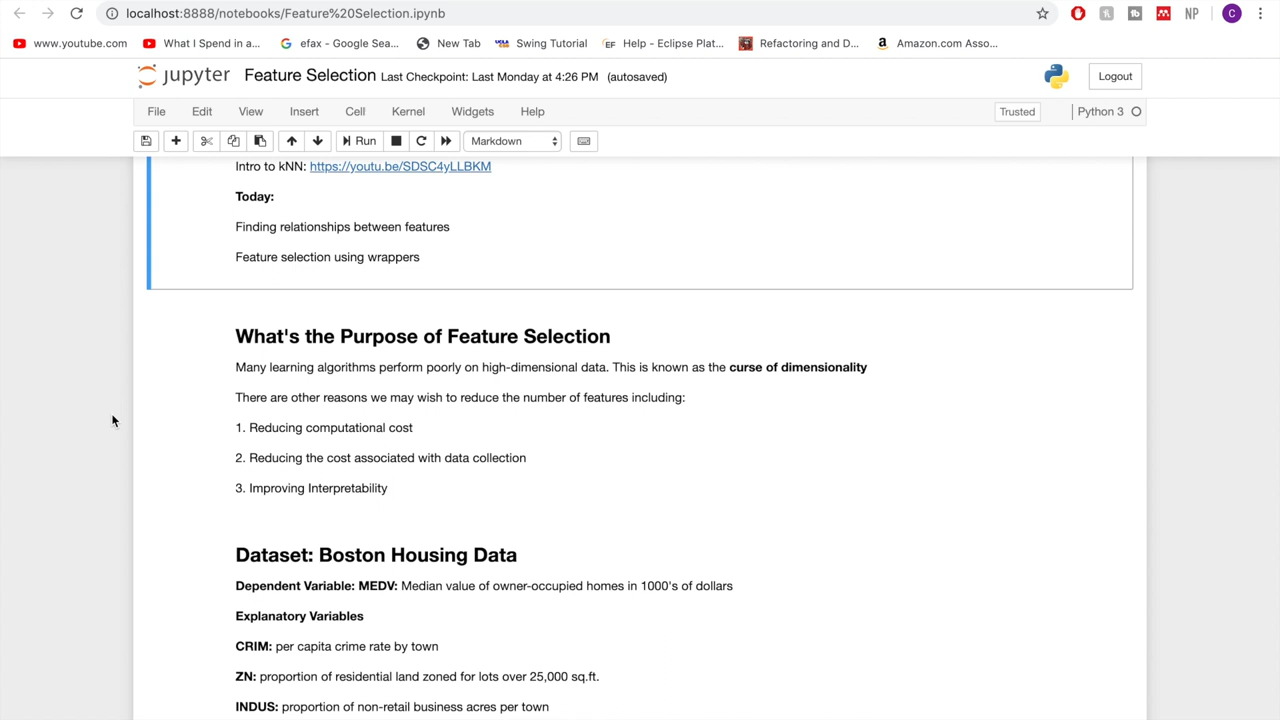 localhost:8888/notebooks/Feature%20Selection.ipynb
NP
C
www.youtube.com What I Spend in a... efax - Google Sea... New Tab Swing Tutorial Help - Eclipse Plat... Refactoring and D... Amazon.com Asso...
jupyter Feature Selection Last Checkpoint: Last Monday at 4:26 PM (autosaved) Logout
File Edit View Insert Cell Kernel Widgets Help Trusted Python 3
Run Markdown
Intro to kNN: https://youtu.be/SDSC4yLLBKM
Today:
Finding relationships between features
Feature selection using wrappers
What's the Purpose of Feature Selection
Many learning algorithms perform poorly on high-dimensional data. This is known as the curse of dimensionality
There are other reasons we may wish to reduce the number of features including:
1. Reducing computational cost
2. Reducing the cost associated with data collection
3. Improving Interpretability
Dataset: Boston Housing Data
Dependent Variable: MEDV: Median value of owner-occupied homes in 1000's of dollars
Explanatory Variables
CRIM: per capita crime rate by town
ZN: proportion of residential land zoned for lots over 25,000 sq.ft.
INDUS: proportion of non-retail business acres per town